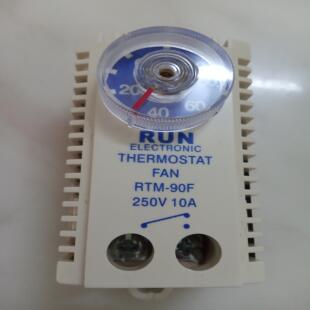 20 40 60
RUN
ELECTRONIC
THERMOSTAT
FAN
RTM-90F
250V 10A